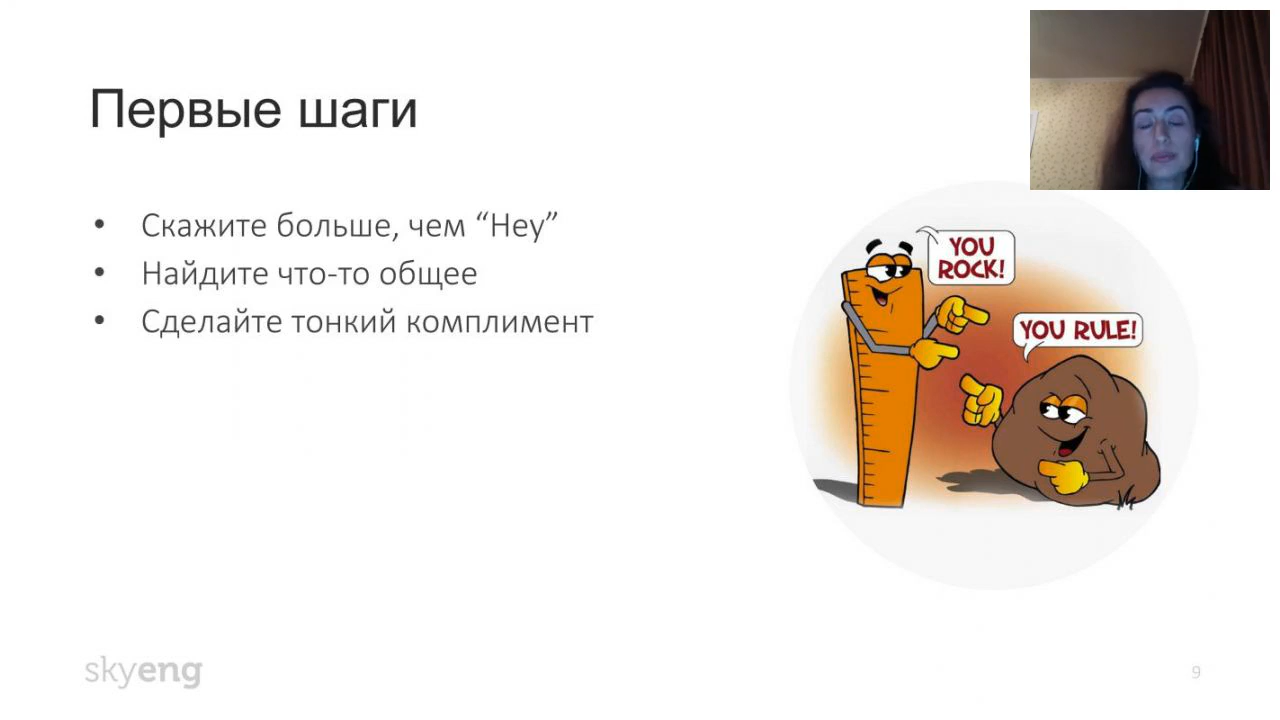 Первые шаги
• Скажите больше, чем “Hey”
• Найдите что-то общее
• Сделайте тонкий комплимент
YOU
ROCK!
YOU RULE!
skyeng
9